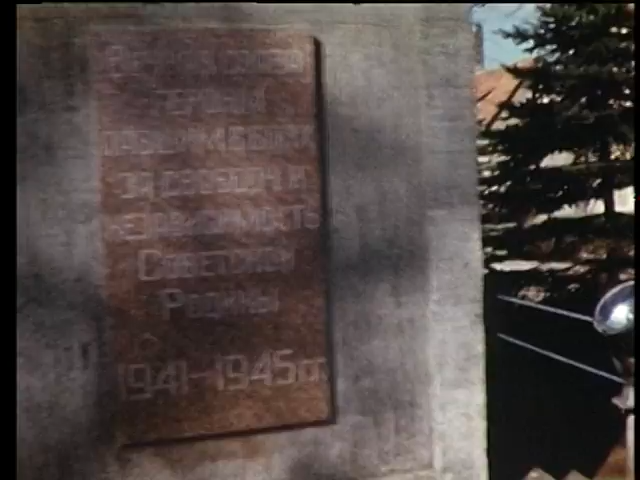 Вечная слава
героям
павшим в боях
за свободу и
независимость
Советской
Родины
1941-1945гг.